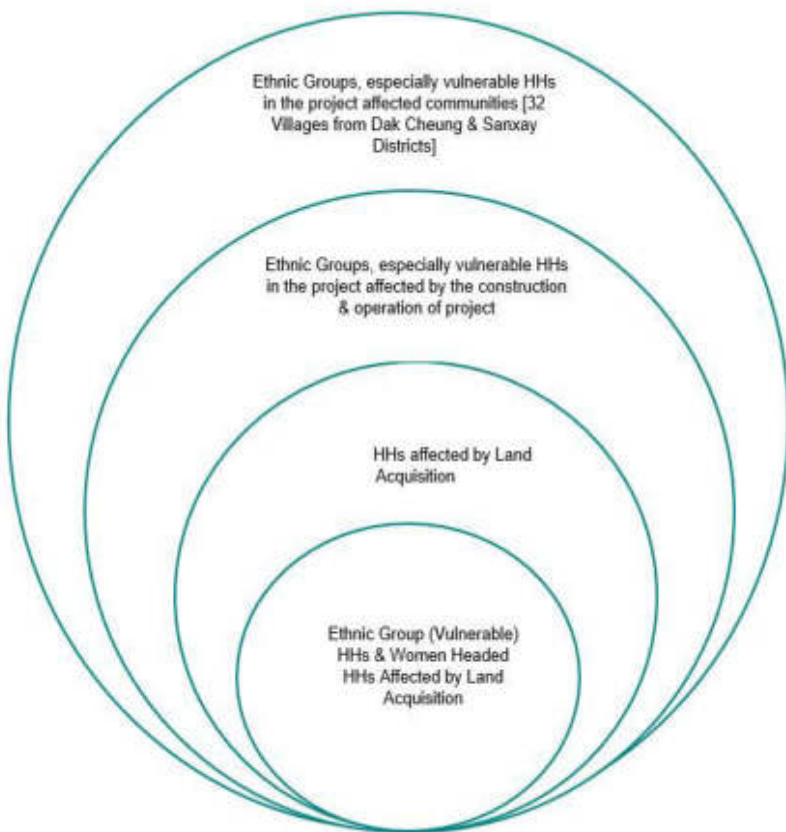 Ethnic Groups, especially vulnerable HHs
in the project affected communities [32
Villages from Dak Cheung & Sanxay
Districts]
Ethnic Groups, especially vulnerable HHs
in the project affected by the construction
& operation of project
HHs affected by Land
Acquisition
Ethnic Group (Vulnerable)
HHs & Women Headed
HHs Affected by Land
Acquisition